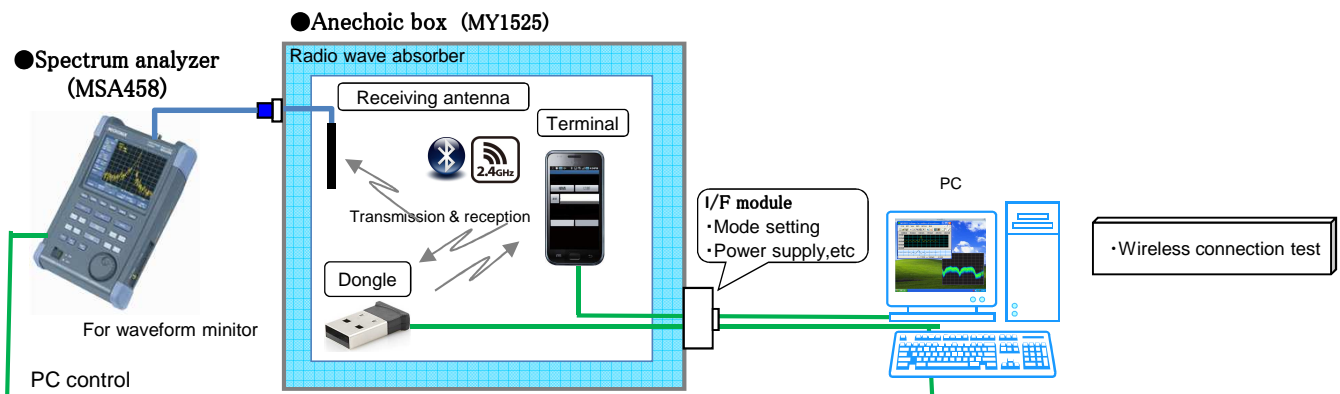 ●Anechoic box (MY1525)
●Spectrum analyzer
(MSA458)
Radio wave absorber
Receiving antenna
Terminal
2.4GHz
Transmission & reception
Dongle
I/F module
・Mode setting
・Power supply,etc
PC
・Wireless connection test
For waveform minitor
PC control